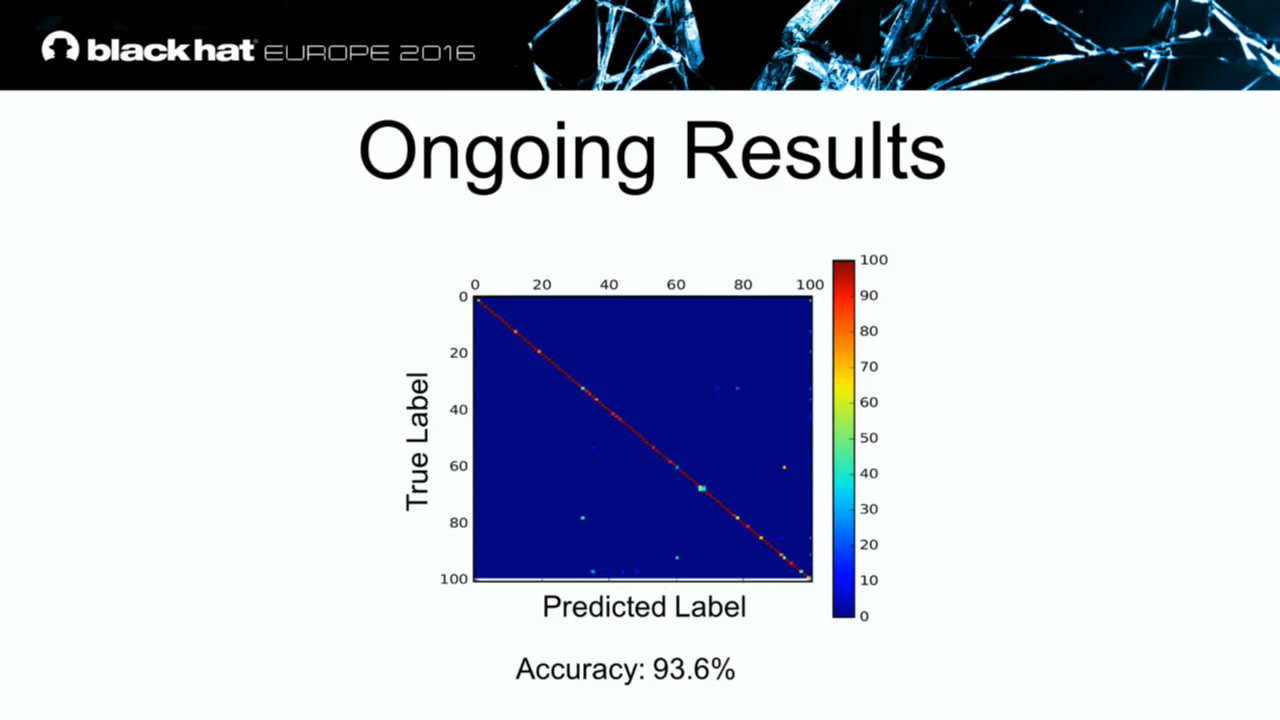 black hat EUROPE 2016
Ongoing Results
0 20 40 60 80 100
0
20
40
60
80
100
True Label
Predicted Label
100
90
80
70
60
50
40
30
20
10
0
Accuracy: 93.6%